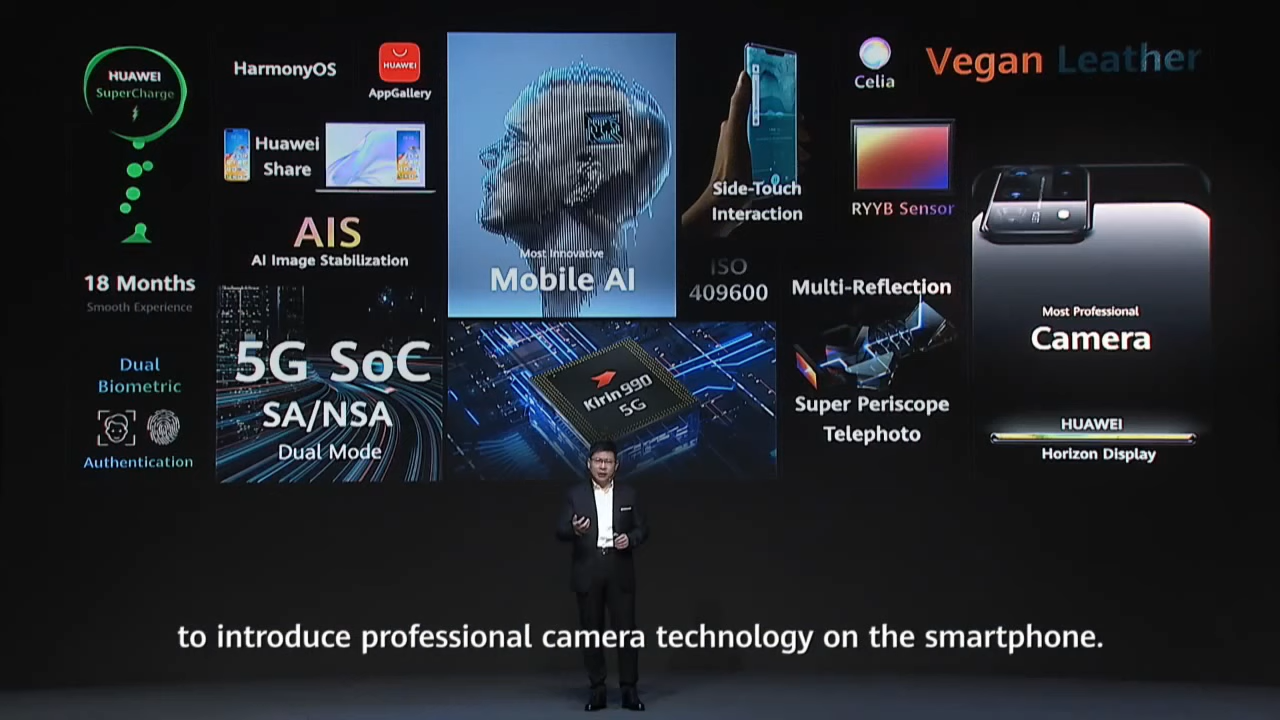 HUAWEI
SuperCharge
18 Months
Smooth Experience
Dual
Biometric
Authentication
HarmonyOS
HUAWEI
AppGallery
Huawei
Share
AIS
AI Image Stabilization
5G SoC
SA/NSA
Dual Mode
Most Innovative
Mobile AI
Kirin 990
5G
Side-Touch
Interaction
ISO
409600
Celia
Vegan Leather
RYYB Sensor
Multi-Reflection
Super Periscope
Telephoto
Most Professional
Camera
HUAWEI
Horizon Display
to introduce professional camera technology on the smartphone.